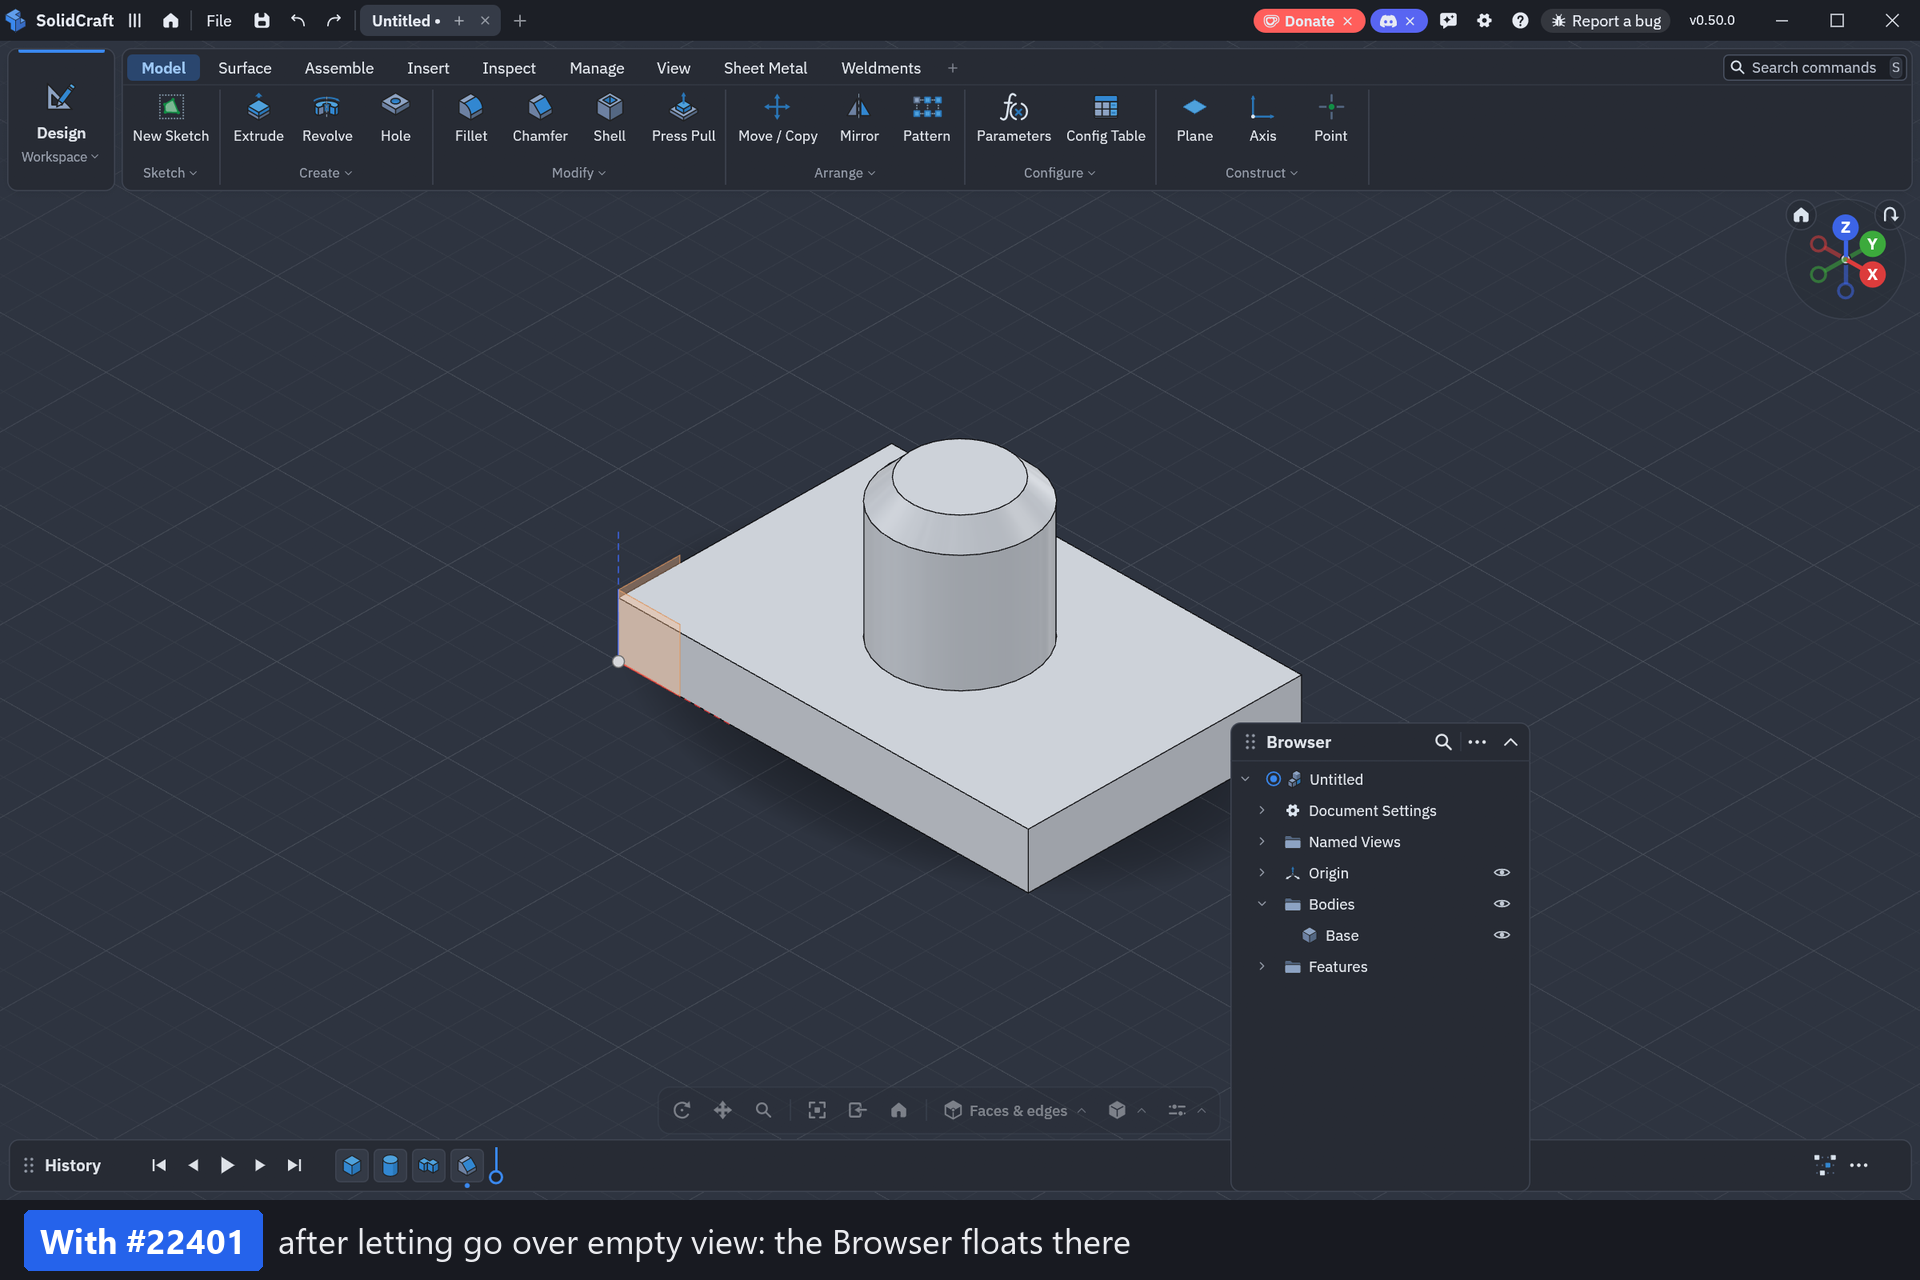 SolidCraft
File
Untitled •
Donate
Report a bug
v0.50.0
Design
Workspace
Model
Surface
Assemble
Insert
Inspect
Manage
View
Sheet Metal
Weldments
Search commands
S
New Sketch
Extrude
Revolve
Hole
Fillet
Chamfer
Shell
Press Pull
Move / Copy
Mirror
Pattern
Parameters
Config Table
Plane
Axis
Point
Sketch
Create
Modify
Arrange
Configure
Construct
Z
Y
X
Browser
Untitled
Document Settings
Named Views
Origin
Bodies
Base
Features
Faces & edges
History
With #22401
after letting go over empty view: the Browser floats there